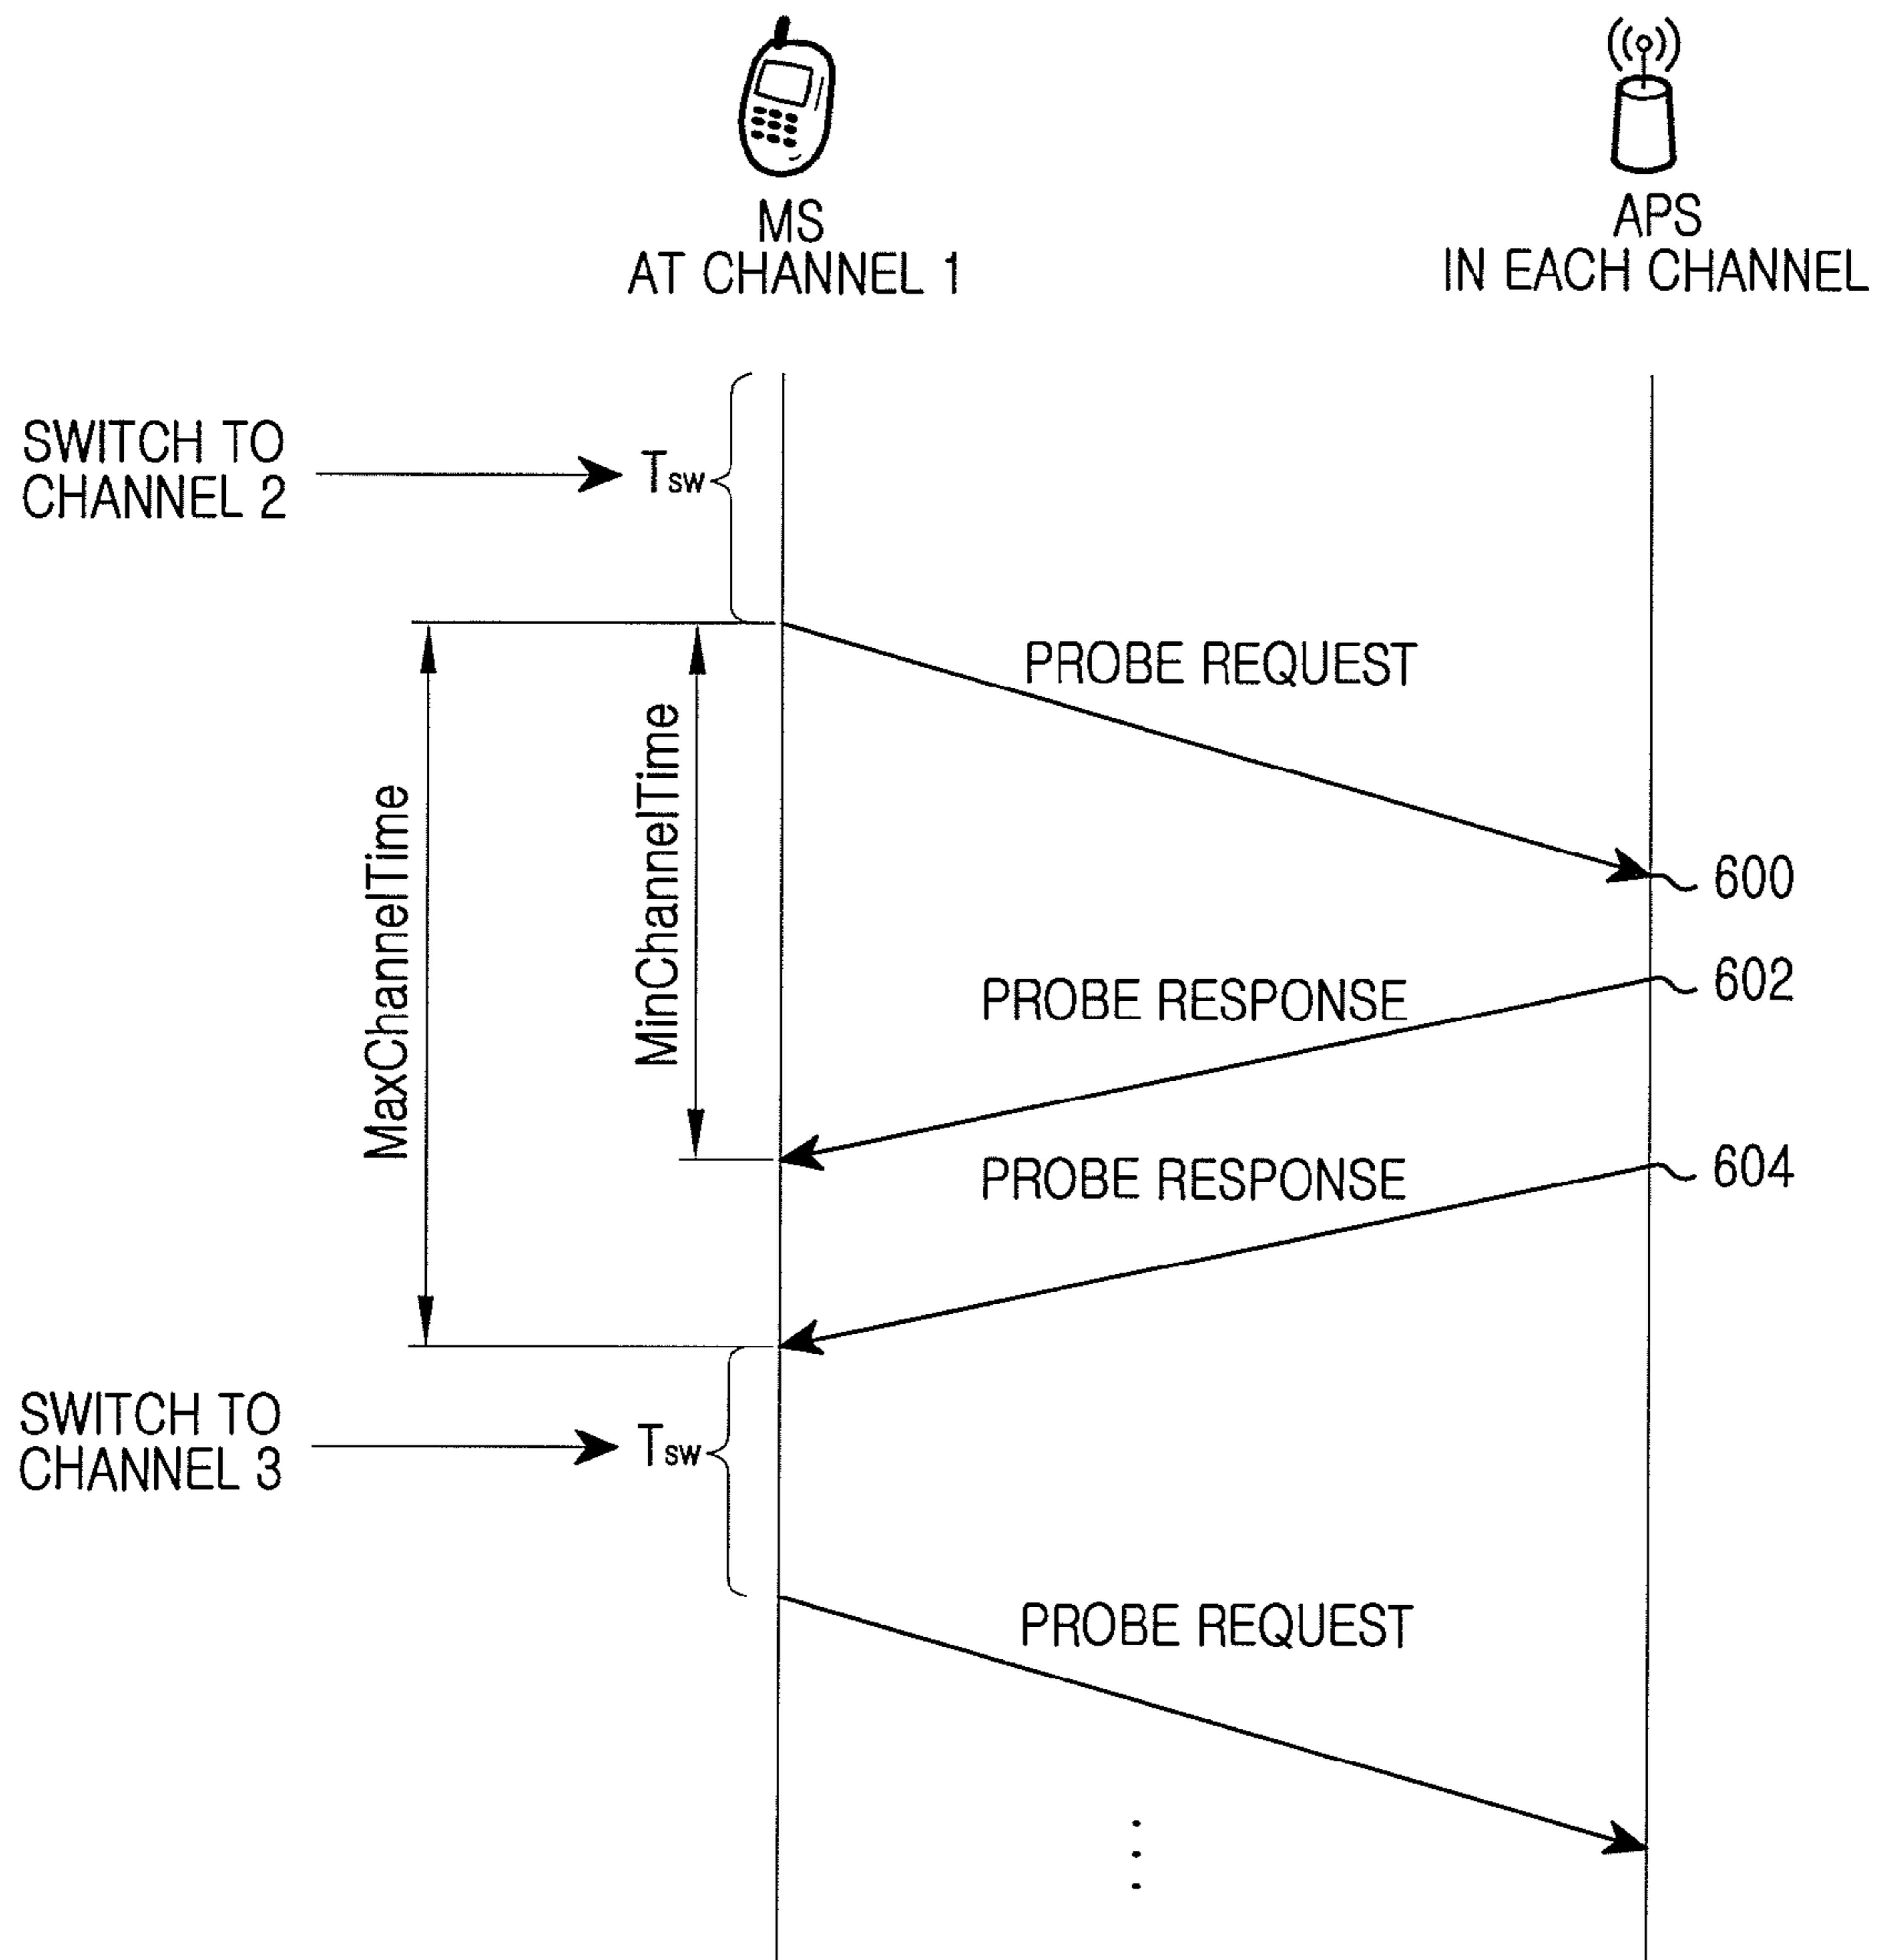 MS
AT CHANNEL 1
APS
IN EACH CHANNEL
SWITCH TO
CHANNEL 2
Tsw
PROBE REQUEST
MaxChannelTime
MinChannelTime
600
PROBE RESPONSE
602
PROBE RESPONSE
604
SWITCH TO
CHANNEL 3
Tsw
PROBE REQUEST